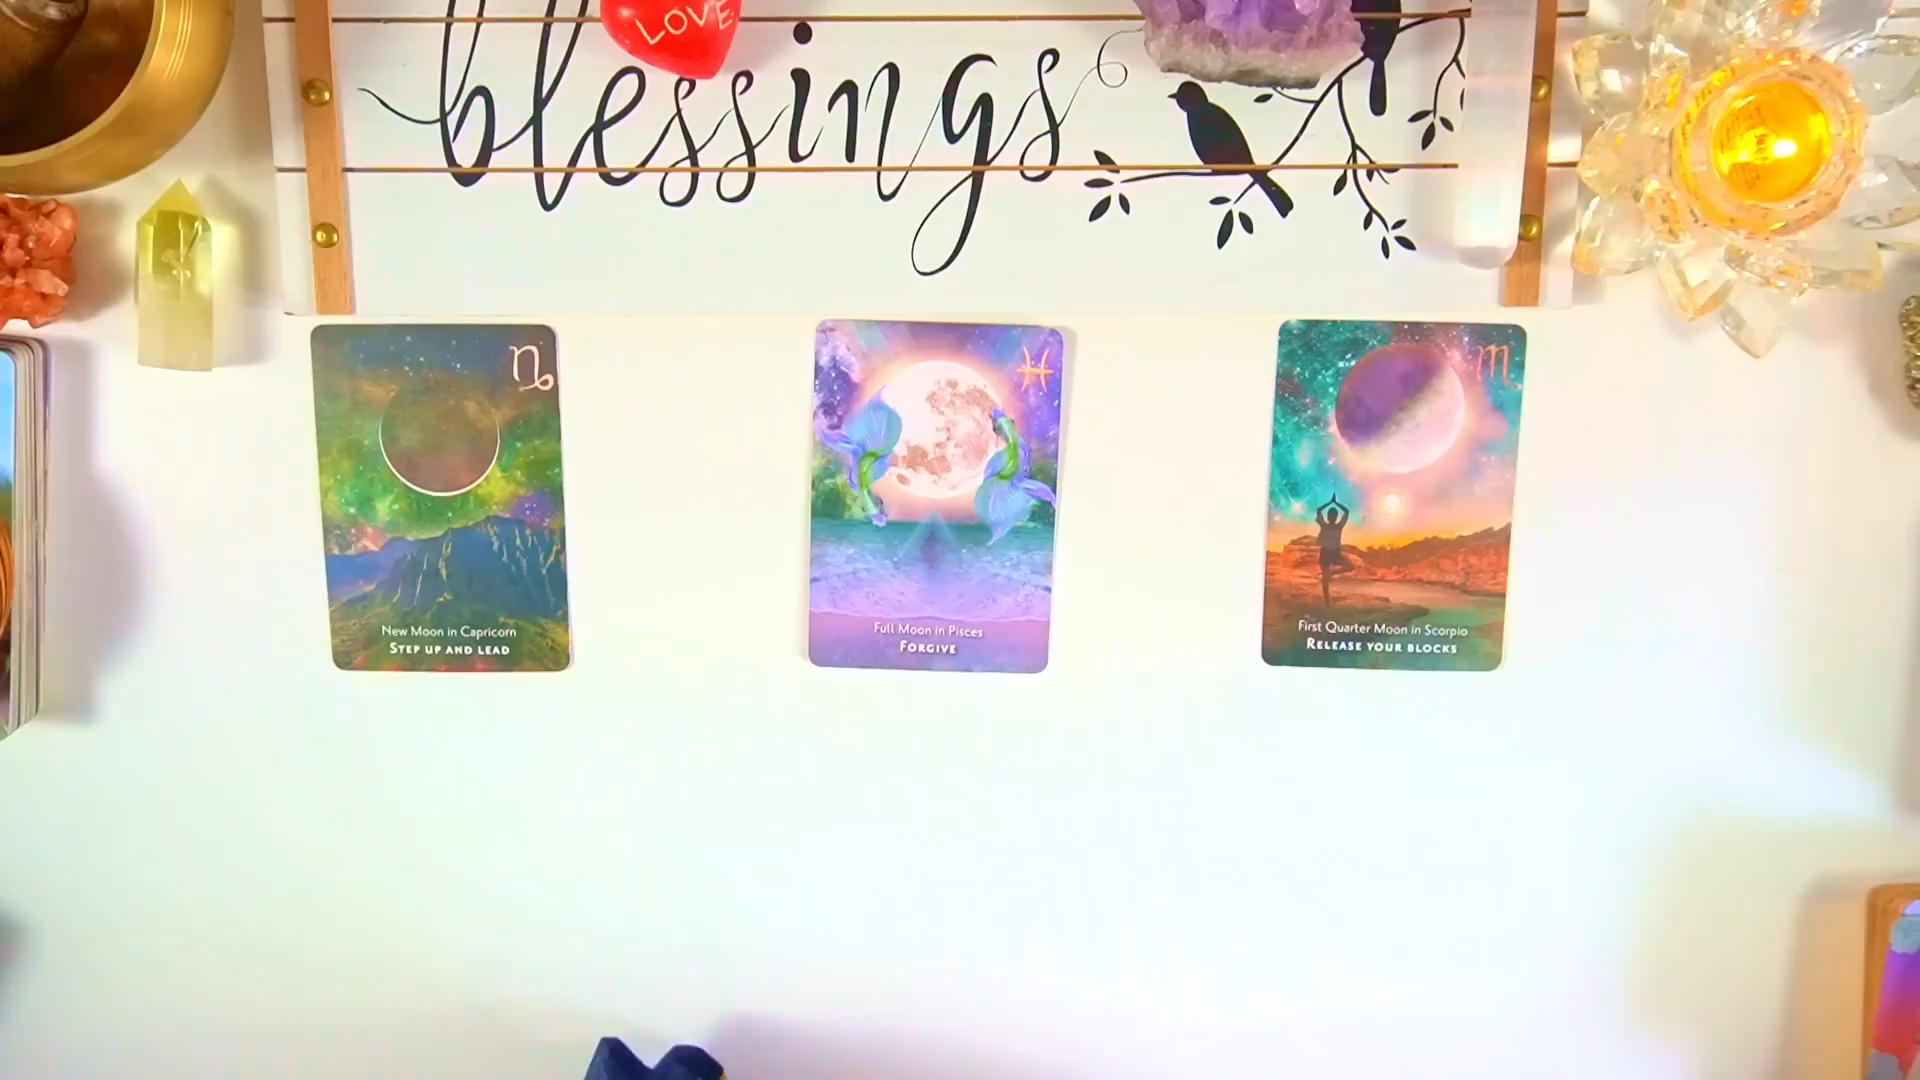 LOVE
blessings
New Moon in Capricorn
STEP UP AND LEAD
Full Moon in Pisces
FORGIVE
First Quarter Moon in Scorpio
RELEASE YOUR BLOCKS